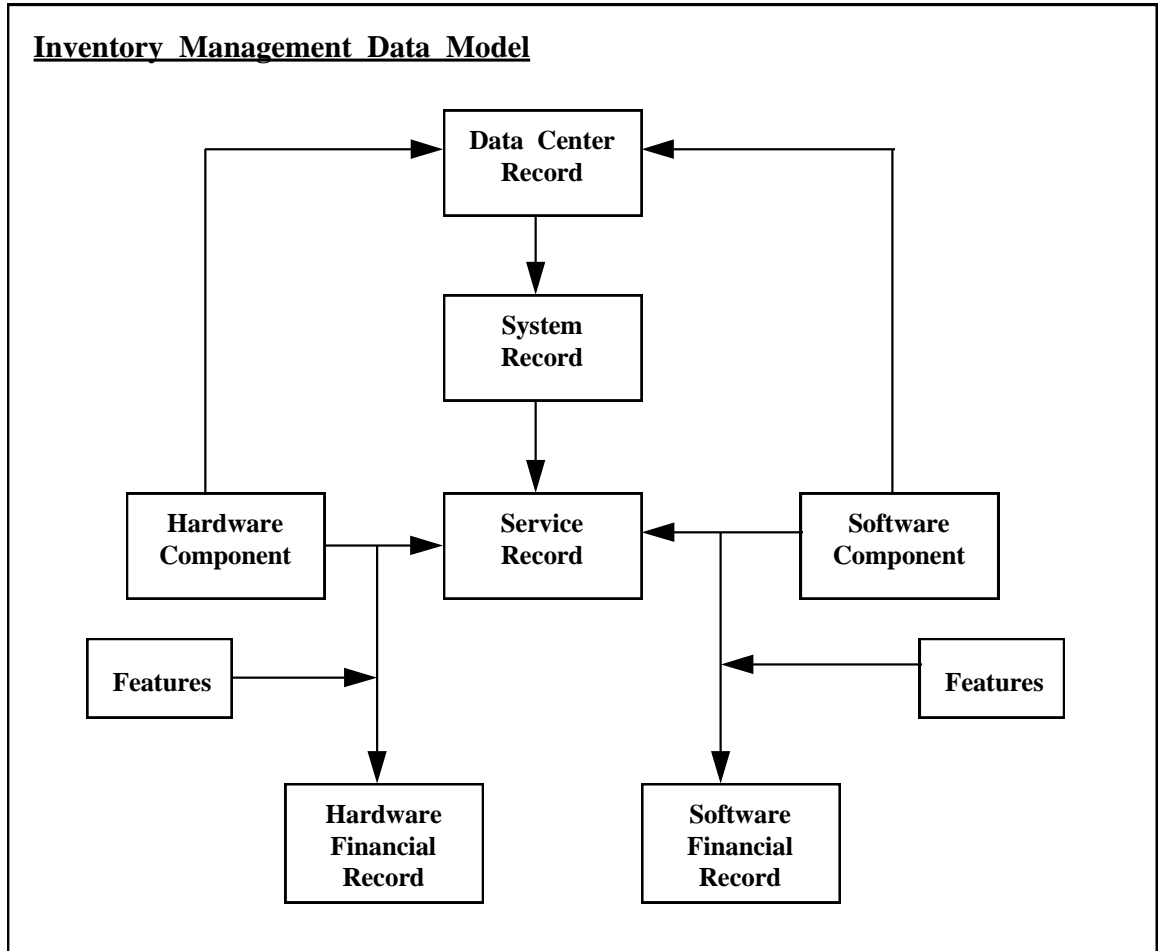 Inventory Management Data Model
Data Center
Record
System
Record
Hardware
Component
Service
Record
Software
Component
Features
Features
Hardware
Financial
Record
Software
Financial
Record